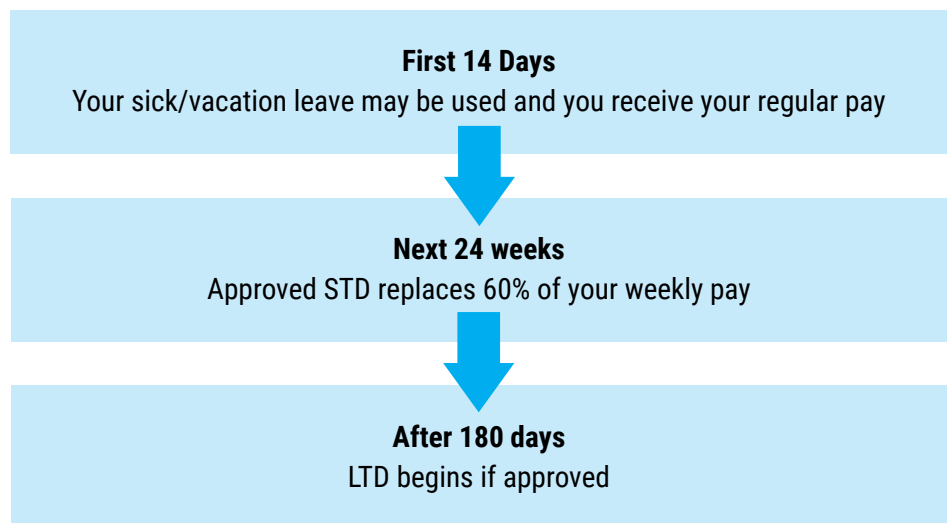 First 14 Days
Your sick/vacation leave may be used and you receive your regular pay
Next 24 weeks
Approved STD replaces 60% of your weekly pay
After 180 days
LTD begins if approved